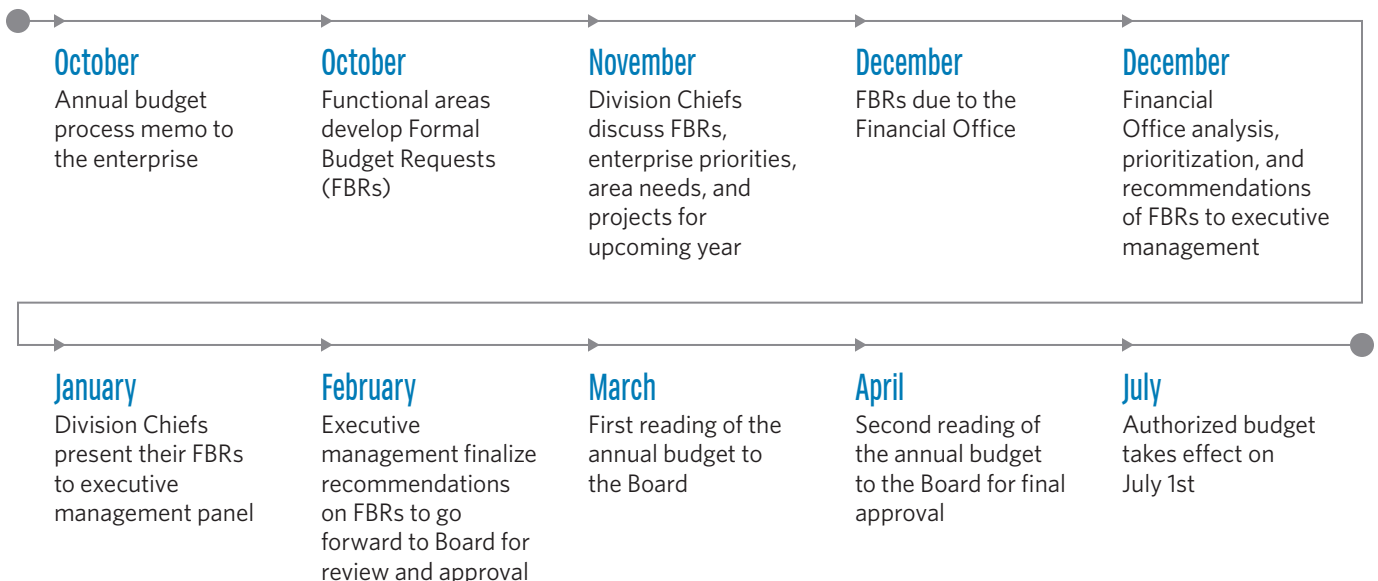 October
Annual budget
process memo to
the enterprise
October
Functional areas
develop Formal
Budget Requests
(FBRs)
November
Division Chiefs
discuss FBRs,
enterprise priorities,
area needs, and
projects for
upcoming year
December
FBRs due to the
Financial Office
December
Financial
Office analysis,
prioritization, and
recommendations
of FBRs to executive
management
January
Division Chiefs
present their FBRs
to executive
management panel
February
Executive
management finalize
recommendations
on FBRs to go
forward to Board for
review and approval
March
First reading of the
annual budget to
the Board
April
Second reading of
the annual budget
to the Board for final
approval
July
Authorized budget
takes effect on
July 1st